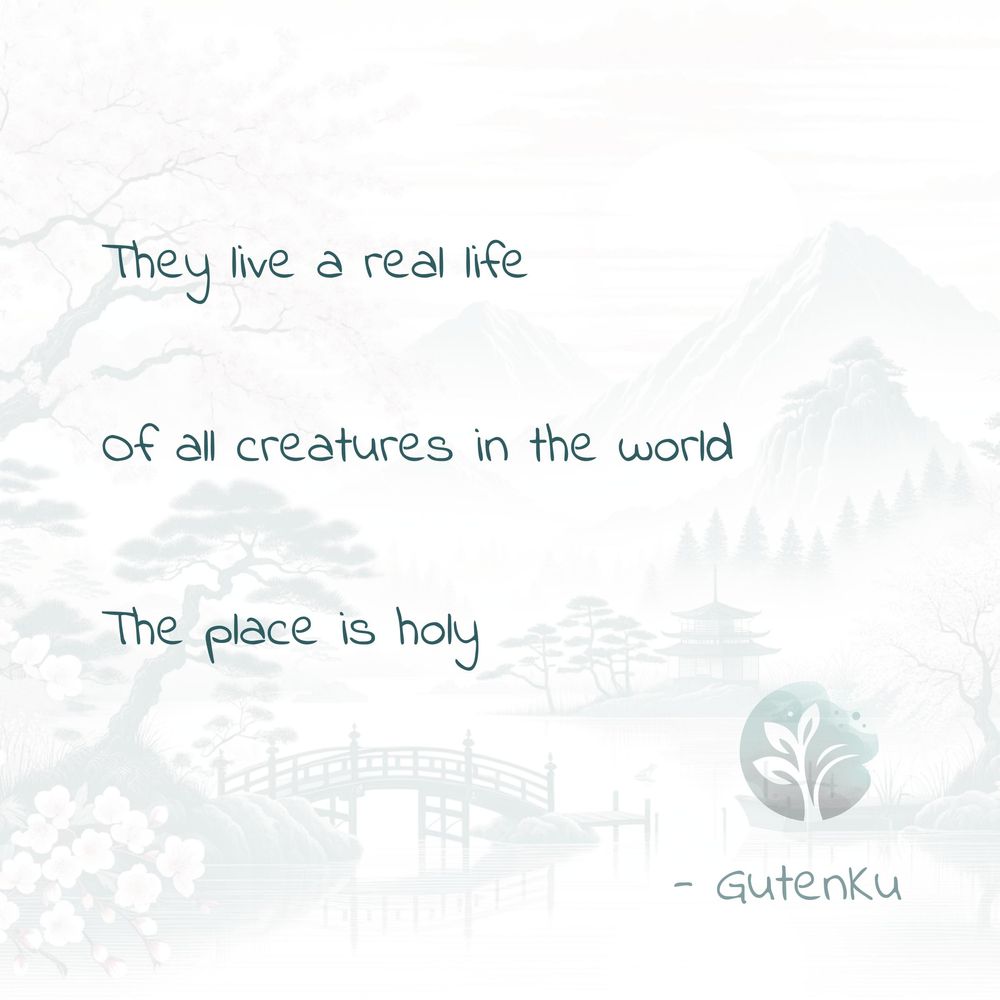 They live a real life
Of all creatures in the world
The place is holy
- GutenKu